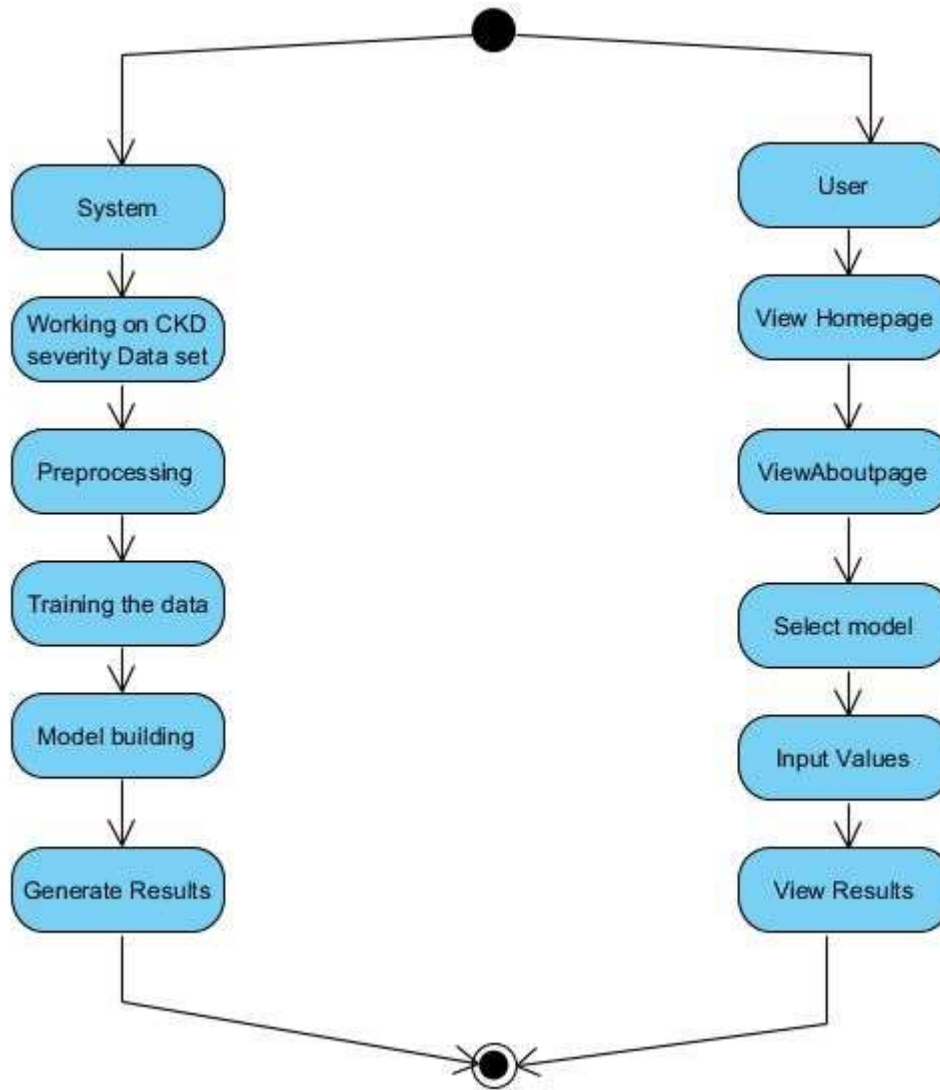 System
Working on CKD
severity Data set
Preprocessing
Training the data
Model building
Generate Results
User
View Homepage
ViewAboutpage
Select model
Input Values
View Results